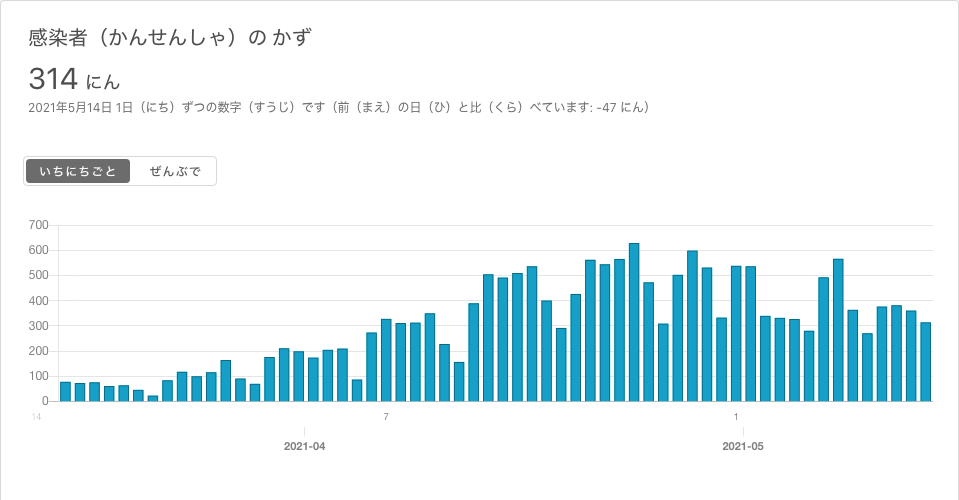 感染者（かんせんしゃ）の かず
314 にん
2021年5月14日 1日（にち）ずつの数字（すうじ）です（前（まえ）の日（ひ）と比（くら）べています: -47 にん）
いちにちごと ぜんぶで
700
600
500
400
300
200
100
0
14 7 1
2021-04 2021-05